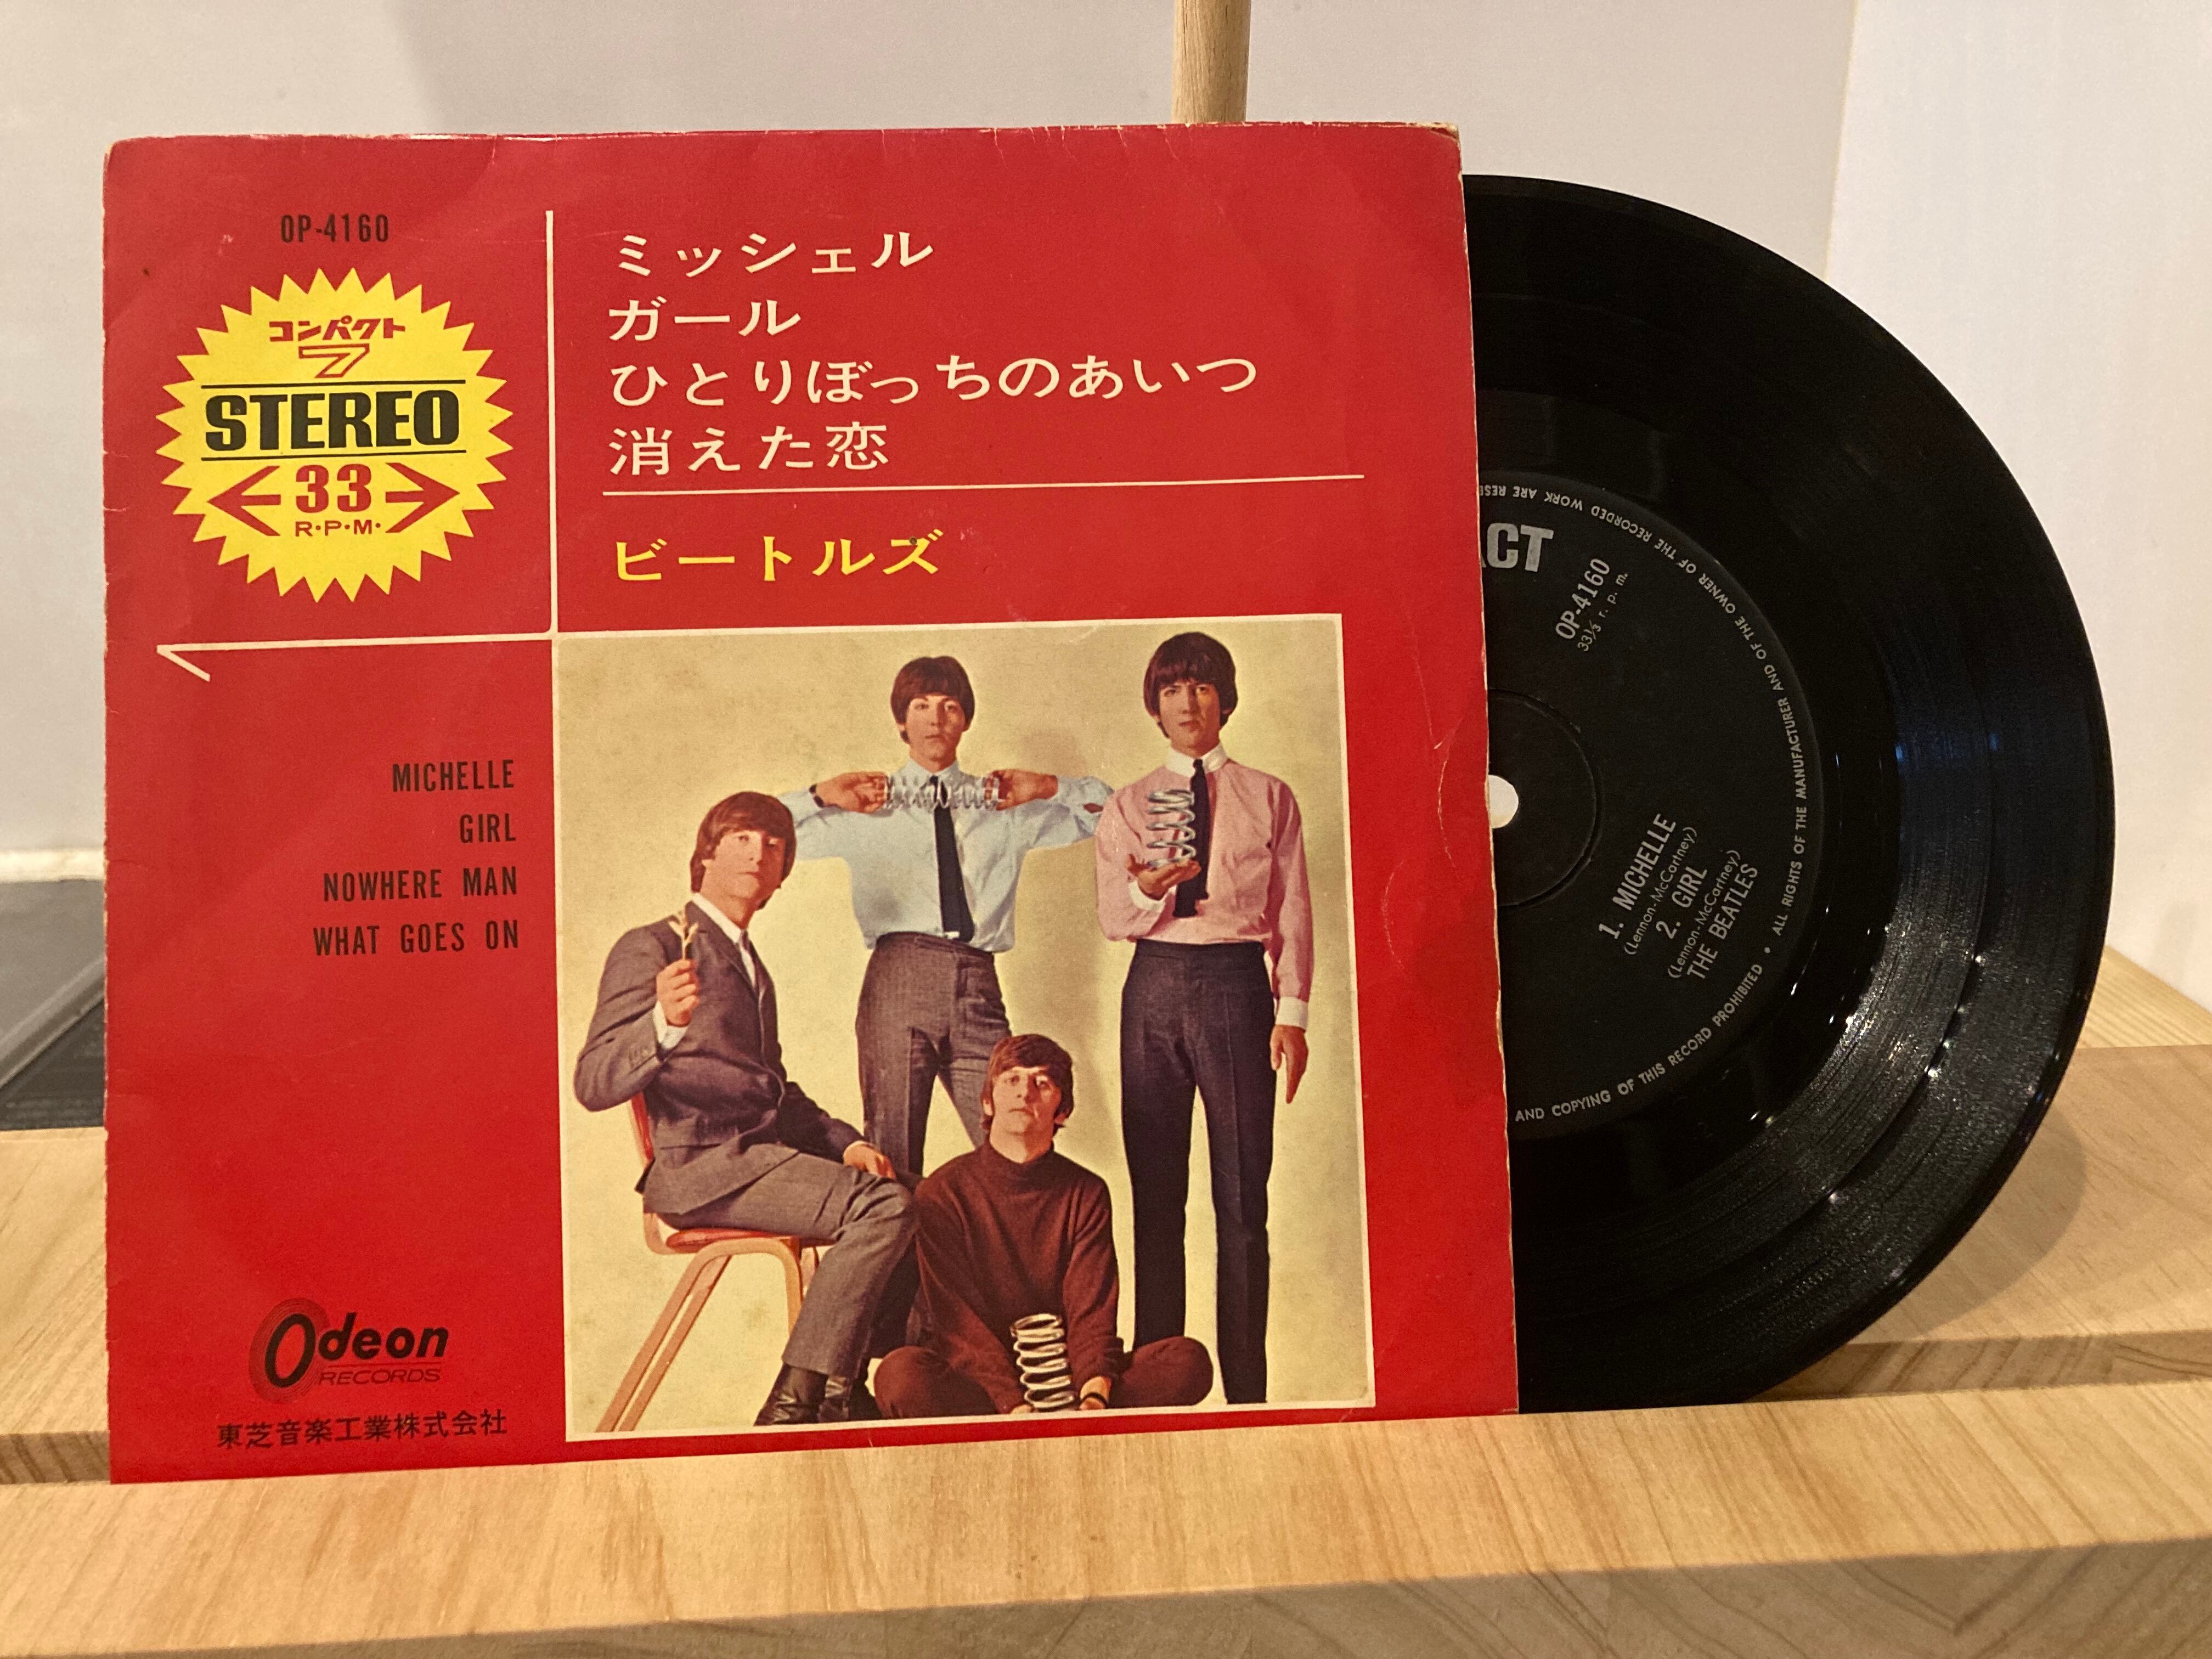 OP-4160
コンパクト
7
STEREO
33
R·P·M·
ミッシェル
ガール
ひとりぼっちのあいつ
消えた恋
ビートルズ
MICHELLE
GIRL
NOWHERE MAN
WHAT GOES ON
Odeon
RECORDS
東芝音楽工業株式会社
OP-4160
33⅓ r. p. m.
1. MICHELLE
(Lennon-McCartney)
2. GIRL
(Lennon-McCartney)
THE BEATLES
ALL RIGHTS OF THE MANUFACTURER AND OF THE OWNER OF THE RECORDED WORK ARE
AND COPYING OF THIS RECORD PROHIBITED •